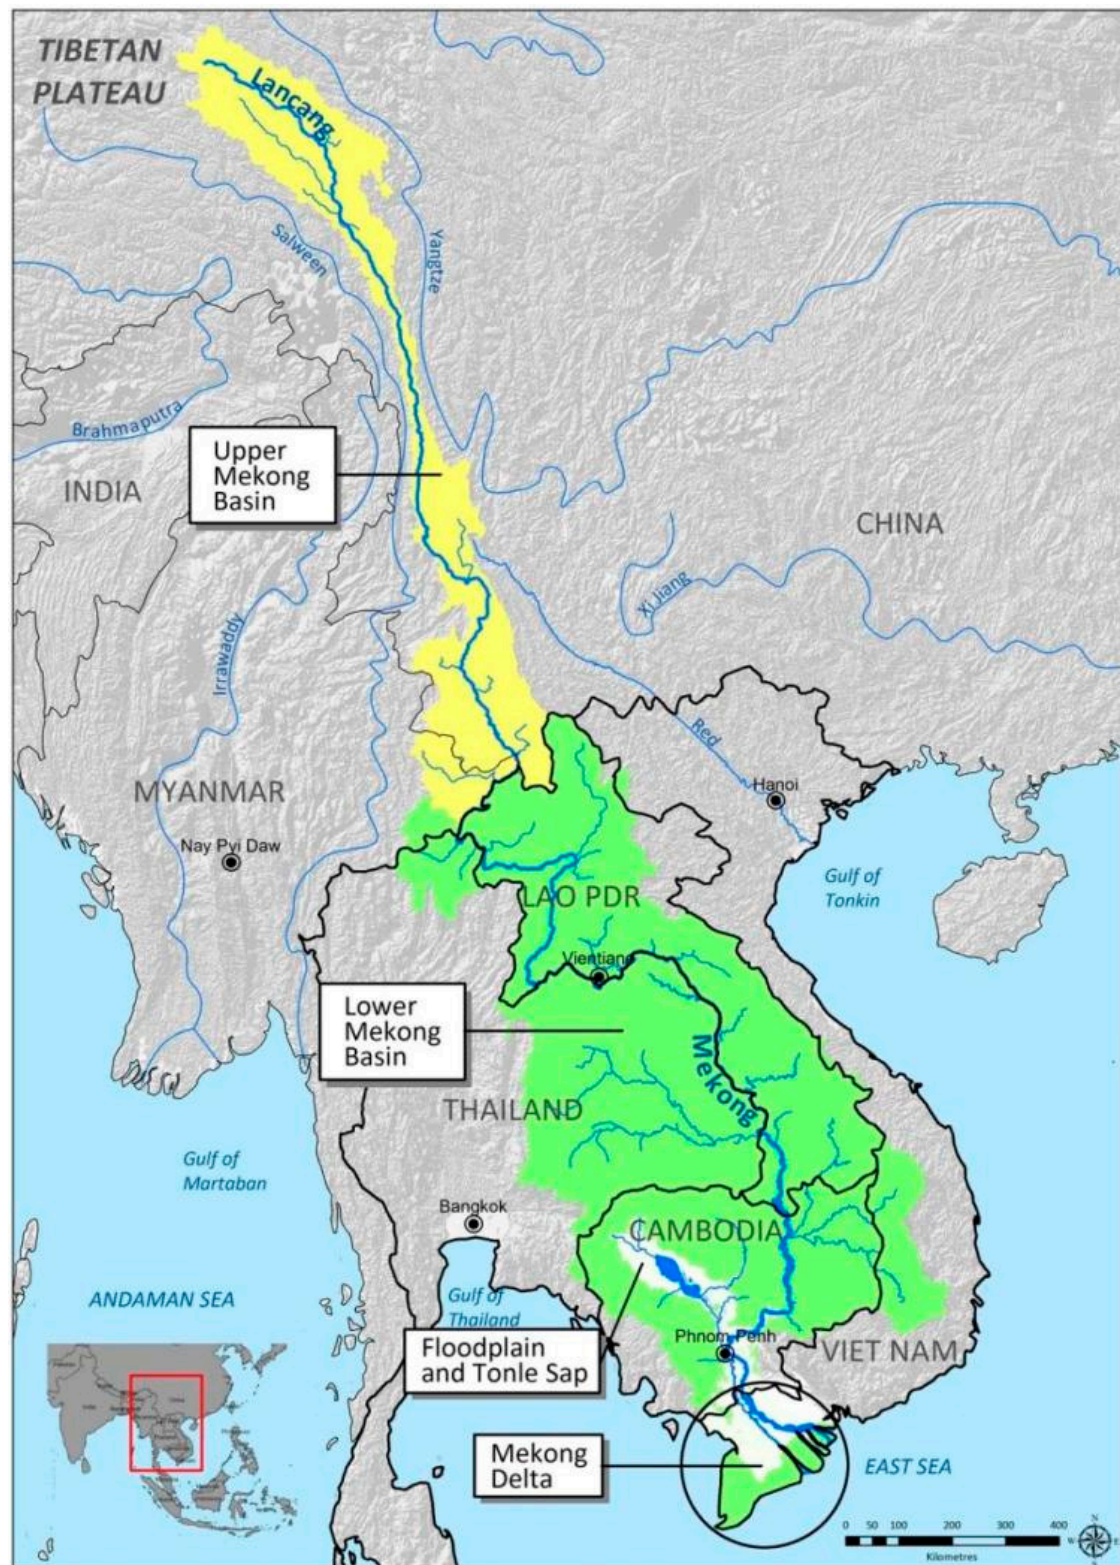 TIBETAN
PLATEAU
Lancang
Salween
Yangtze
Brahmaputra
Upper
Mekong
Basin
INDIA
CHINA
Xi Jiang
Irrawaddy
Red
Hanoi
MYANMAR
Nay Pyi Daw
Gulf of
Tonkin
LAO PDR
Vientiane
Lower
Mekong
Basin
Mekong
THAILAND
Gulf of
Martaban
Bangkok
CAMBODIA
ANDAMAN SEA
Gulf of
Thailand
Phnom Penh
VIET NAM
Floodplain
and Tonle Sap
Mekong
Delta
EAST SEA
0 50 100 200 300 400
Kilometres
N
W